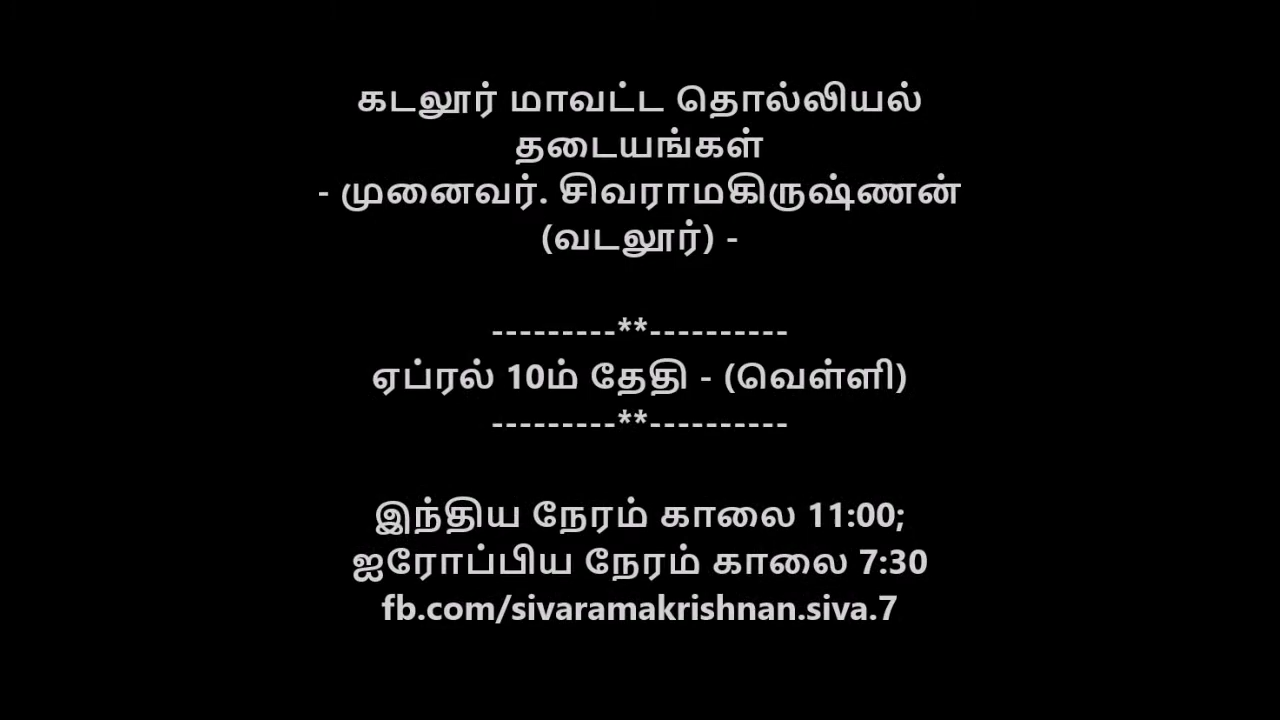 கடலூர் மாவட்ட தொல்லியல்
தடையங்கள்
- முனைவர். சிவராமகிருஷ்ணன்
(வடலூர்) -
---------**----------
ஏப்ரல் 10ம் தேதி - (வெள்ளி)
---------**----------
இந்திய நேரம் காலை 11:00;
ஐரோப்பிய நேரம் காலை 7:30
fb.com/sivaramakrishnan.siva.7